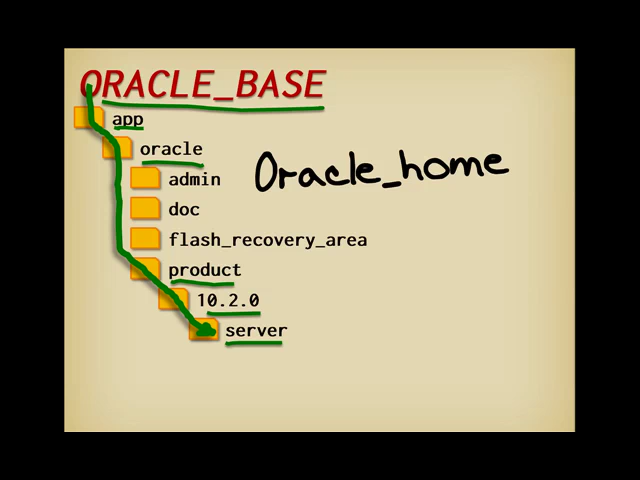 ORACLE_BASE
app
oracle
Oracle_home
admin
doc
flash_recovery_area
product
10.2.0
server